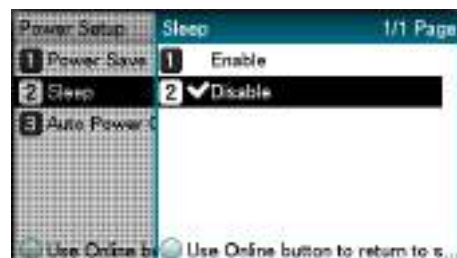 Power Setup
1 Power Save
2 Sleep
3 Auto Power
Use Online b
Sleep 1/1 Page
1 Enable
2 Disable
Use Online button to return to s...